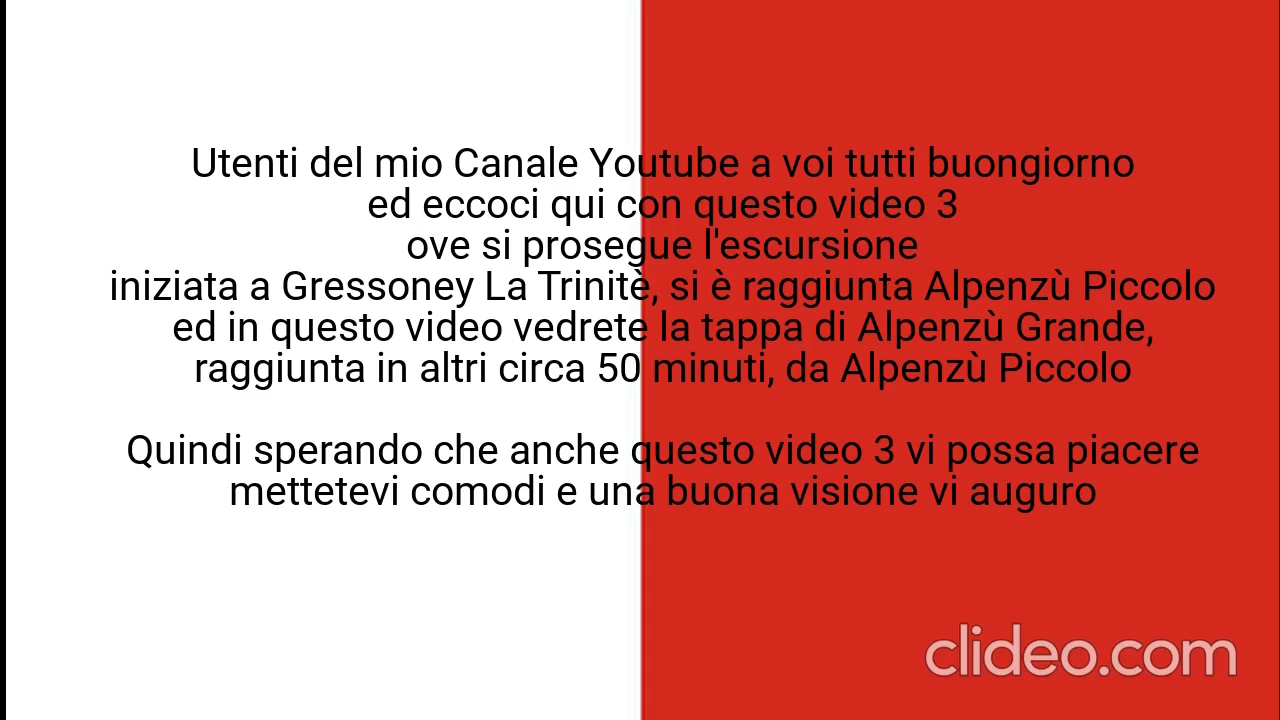 Utenti del mio Canale Youtube a voi tutti buongiorno
ed eccoci qui con questo video 3
ove si prosegue l'escursione
iniziata a Gressoney La Trinitè, si è raggiunta Alpenzù Piccolo
ed in questo video vedrete la tappa di Alpenzù Grande,
raggiunta in altri circa 50 minuti, da Alpenzù Piccolo
Quindi sperando che anche questo video 3 vi possa piacere
mettetevi comodi e una buona visione vi auguro
clideo.com